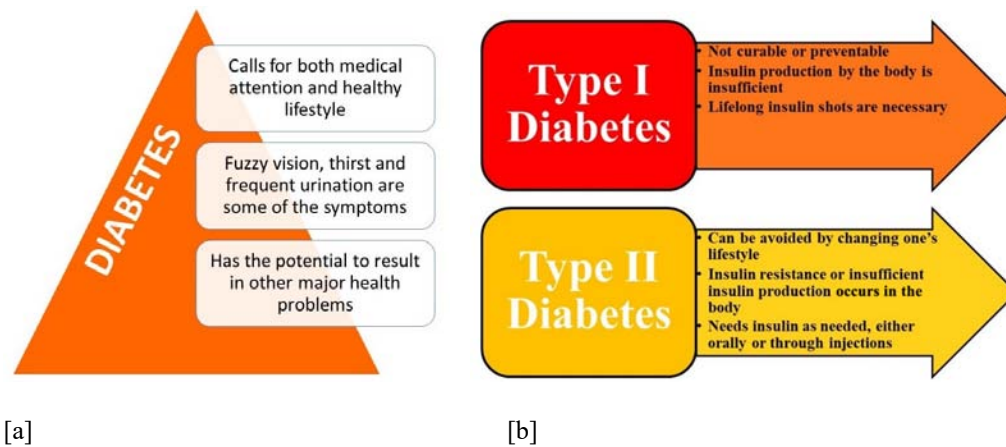 DIABETES
Calls for both medical
attention and healthy
lifestyle
Fuzzy vision, thirst and
frequent urination are
some of the symptoms
Has the potential to result
in other major health
problems
[a]
Type I
Diabetes
• Not curable or preventable
• Insulin production by the body is
insufficient
• Lifelong insulin shots are necessary
Type II
Diabetes
• Can be avoided by changing one's
lifestyle
• Insulin resistance or insufficient
insulin production occurs in the
body
• Needs insulin as needed, either
orally or through injections
[b]